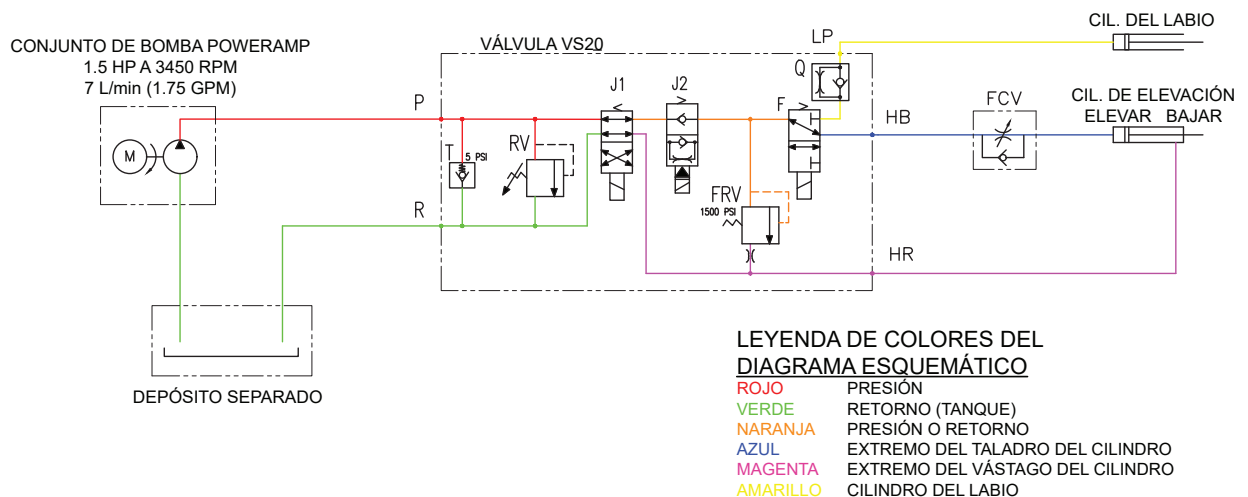 CONJUNTO DE BOMBA POWERAMP
1.5 HP A 3450 RPM
7 L/min (1.75 GPM)
M
DEPÓSITO SEPARADO
VÁLVULA VS20
P
R
T
5 PSI
RV
J1
J2
F
Q
LP
FRV
1500 PSI
HB
HR
FCV
CIL. DEL LABIO
CIL. DE ELEVACIÓN
ELEVAR BAJAR
LEYENDA DE COLORES DEL
DIAGRAMA ESQUEMÁTICO
ROJO PRESIÓN
VERDE RETORNO (TANQUE)
NARANJA PRESIÓN O RETORNO
AZUL EXTREMO DEL TALADRO DEL CILINDRO
MAGENTA EXTREMO DEL VÁSTAGO DEL CILINDRO
AMARILLO CILINDRO DEL LABIO